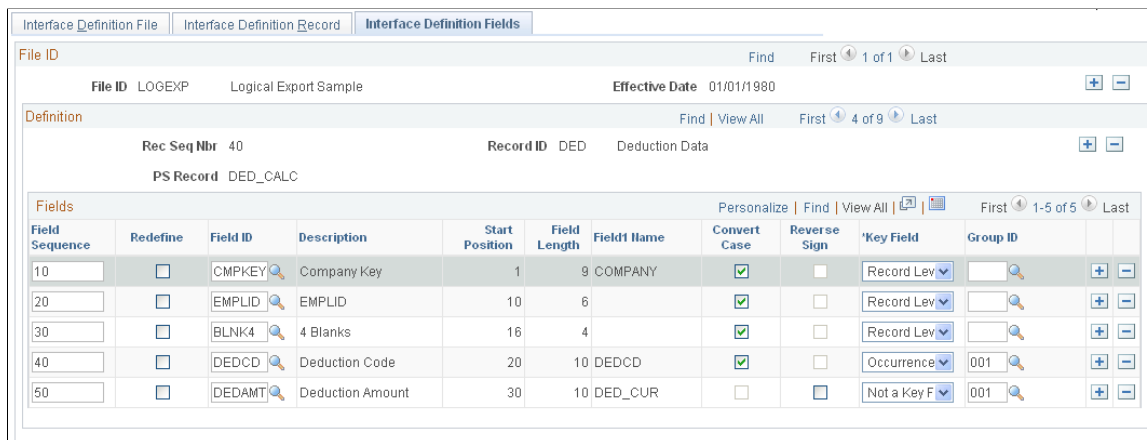 Interface Definition File Interface Definition Record Interface Definition Fields
File ID Find First 1 of 1 Last
File ID LOGEXP Logical Export Sample Effective Date 01/01/1980
Definition Find | View All First 4 of 9 Last
Rec Seq Nbr 40 Record ID DED Deduction Data
PS Record DED_CALC
Fields Personalize | Find | View All | | First 1-5 of 5 Last
Field Sequence Redefine Field ID Description Start Position Field Length Field1 Name Convert Case Reverse Sign *Key Field Group ID
10 CMPKEY Company Key 1 9 COMPANY Record Lev
20 EMPLID EMPLID 10 6 Record Lev
30 BLNK4 4 Blanks 16 4 Record Lev
40 DEDCD Deduction Code 20 10 DEDCD Occurrence 001
50 DEDAMT Deduction Amount 30 10 DED_CUR Not a Key F 001